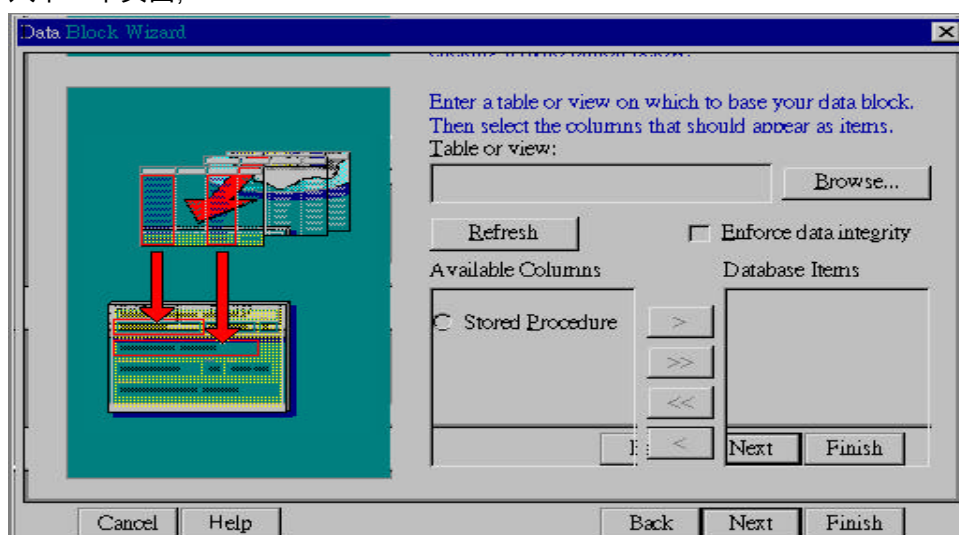 Data Block Wizard
Enter a table or view on which to base your data block.
Then select the columns that should appear as items.
Table or view:
Browse...
Refresh
Enforce data integrity
Available Columns
Database Items
Stored Procedure
>
>>
<<
<
Next
Finish
Cancel
Help
Back
Next
Finish